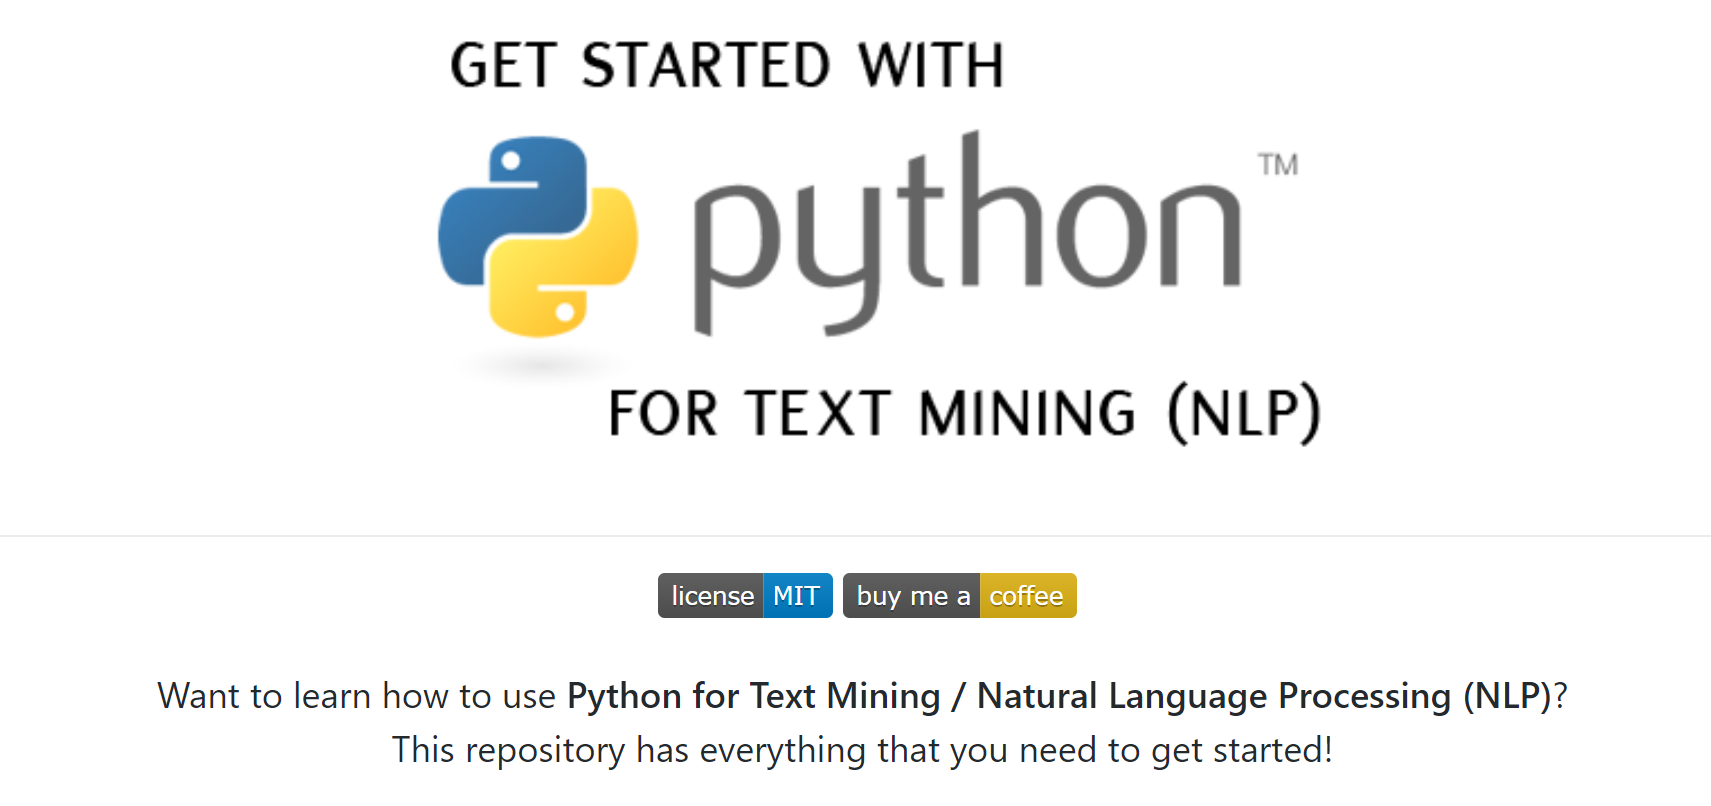 GET STARTED WITH
python™
FOR TEXT MINING (NLP)
license MIT buy me a coffee
Want to learn how to use Python for Text Mining / Natural Language Processing (NLP)?
This repository has everything that you need to get started!